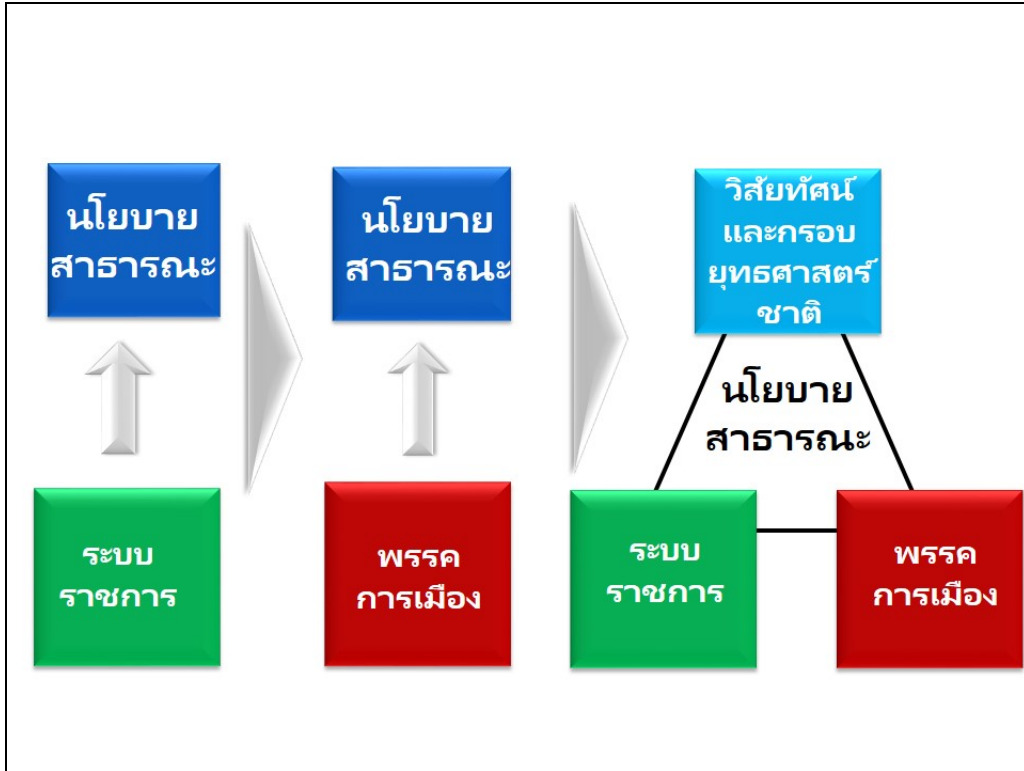 นโยบาย
สาธารณะ
ระบบ
ราชการ
นโยบาย
สาธารณะ
พรรค
การเมือง
วิสัยทัศน์
และกรอบ
ยุทธศาสตร์
ชาติ
นโยบาย
สาธารณะ
ระบบ
ราชการ
พรรค
การเมือง